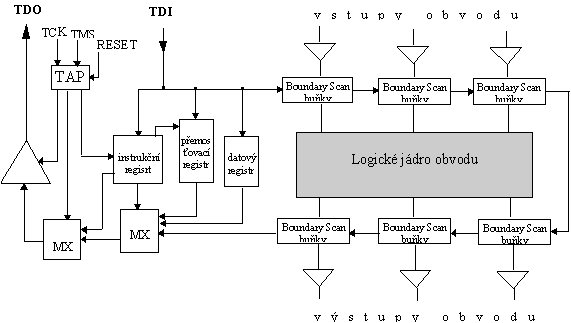 TDO
TDI
v s t u p y o b v o d u
TCK
TMS
RESET
TAP
Boundary Scan
buňky
Boundary Scan
buňky
Boundary Scan
buňky
instrukční
regisrt
přemos
ťovací
registr
datový
registr
Logické jádro obvodu
MX
MX
Boundary Scan
buňky
Boundary Scan
buňky
Boundary Scan
buňky
v ý s t u p y o b v o d u